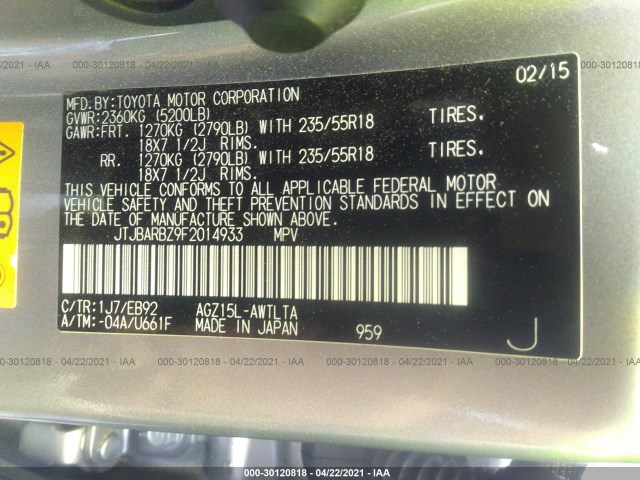 000-30120818 - 04/22/2021 - IAA
02/15
MFD.BY:TOYOTA MOTOR CORPORATION
GVWR:2360KG (5200LB)
GAWR:FRT. 1270KG (2790LB) WITH 235/55R18 TIRES.
18X7 1/2J RIMS.
RR. 1270KG (2790LB) WITH 235/55R18 TIRES.
18X7 1/2J RIMS.
THIS VEHICLE CONFORMS TO ALL APPLICABLE FEDERAL MOTOR
VEHICLE SAFETY AND THEFT PREVENTION STANDARDS IN EFFECT ON
THE DATE OF MANUFACTURE SHOWN ABOVE.
JTJBARBZ9F2014933 MPV
C/TR:1J7/EB92 AGZ15L-AWTLTA
A/TM:-04A/U661F MADE IN JAPAN 959 J
000-30120818 - 04/22/2021 - IAA